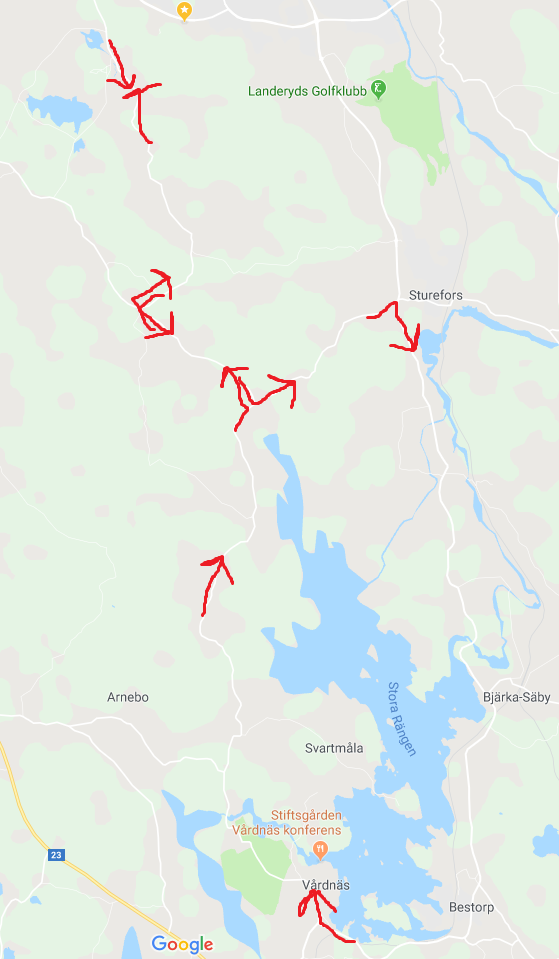 Landeryds Golfklubb
Sturefors
Stora Rängen
Arnebo
Bjärka-Säby
Svartmåla
Stiftsgården
Vårdnäs konferens
23
Vårdnäs
Bestorp
Google